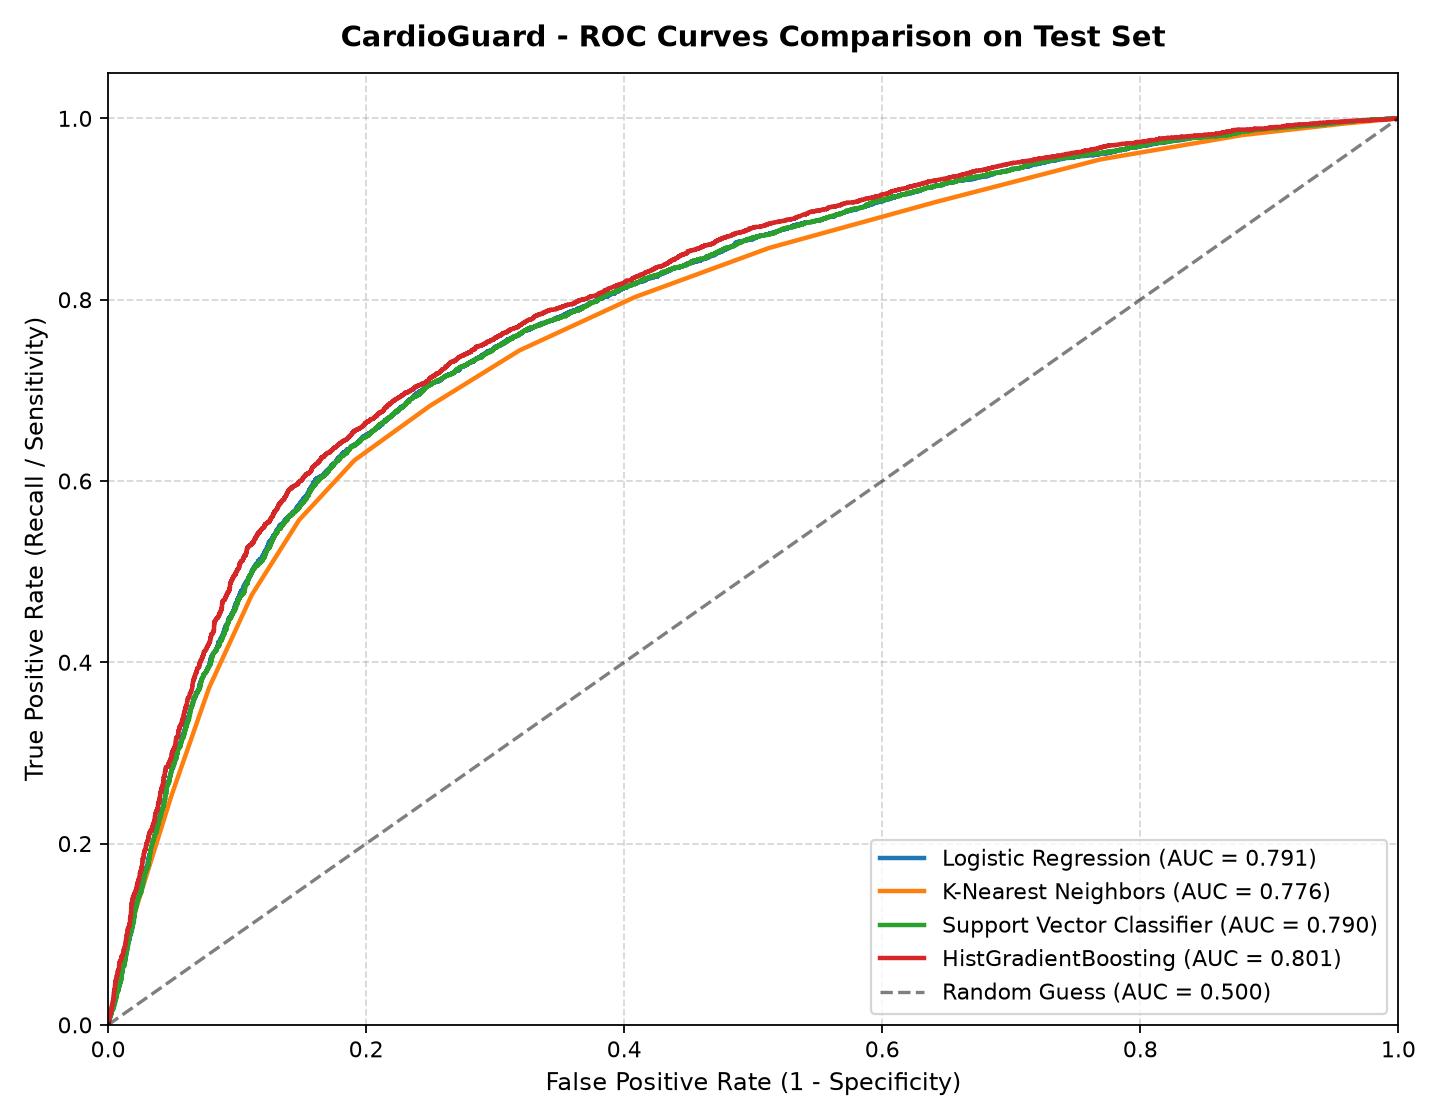 CardioGuard - ROC Curves Comparison on Test Set
True Positive Rate (Recall / Sensitivity)
1.0
0.8
0.6
0.4
0.2
0.0
Logistic Regression (AUC = 0.791)
K-Nearest Neighbors (AUC = 0.776)
Support Vector Classifier (AUC = 0.790)
HistGradientBoosting (AUC = 0.801)
Random Guess (AUC = 0.500)
0.0 0.2 0.4 0.6 0.8 1.0
False Positive Rate (1 - Specificity)